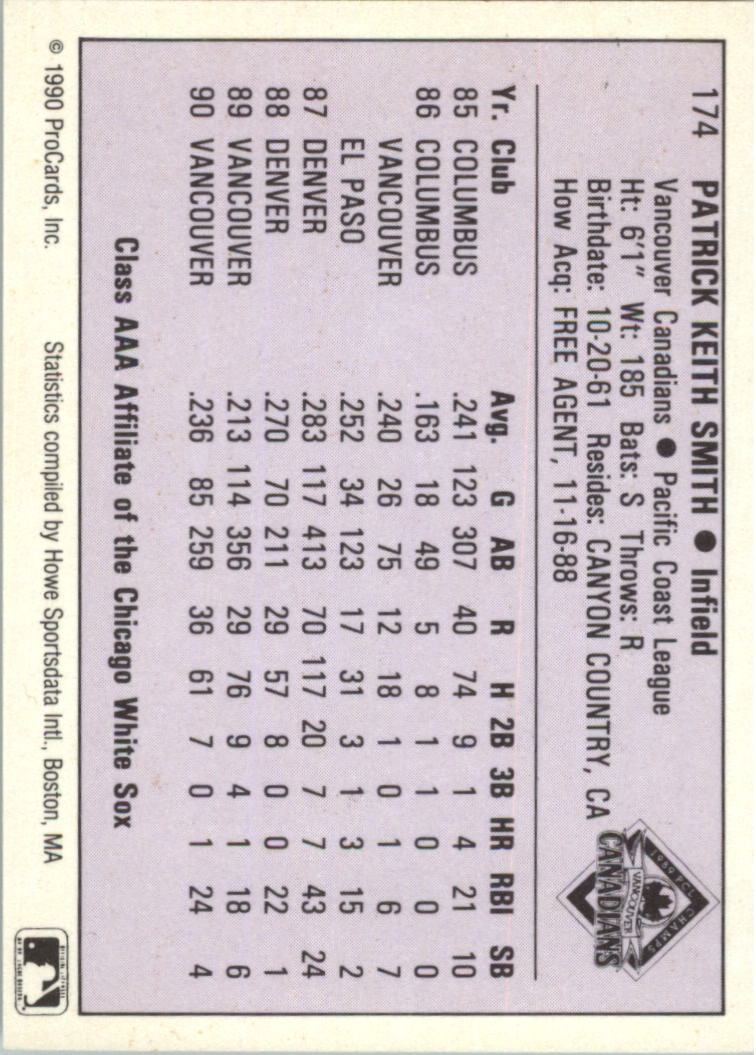 174 PATRICK KEITH SMITH ● Infield
Vancouver Canadians ● Pacific Coast League
Ht: 6'1" Wt: 185 Bats: S Throws: R
Birthdate: 10-20-61 Resides: CANYON COUNTRY, CA
How Acq: FREE AGENT, 11-16-88
1989 PCL CHAMPS
VANCOUVER
CANADIANS
Yr. Club Avg. G AB R H 2B 3B HR RBI SB
85 COLUMBUS .241 123 307 40 74 9 1 4 21 10
86 COLUMBUS .163 18 49 5 8 1 1 0 0 0
VANCOUVER .240 26 75 12 18 1 0 1 6 7
EL PASO .252 34 123 17 31 3 1 3 15 2
87 DENVER .283 117 413 70 117 20 7 7 43 24
88 DENVER .270 70 211 29 57 8 0 0 22 1
89 VANCOUVER .213 114 356 29 76 9 4 1 18 6
90 VANCOUVER .236 85 259 36 61 7 0 1 24 4
Class AAA Affiliate of the Chicago White Sox
© 1990 ProCards, Inc. Statistics compiled by Howe Sportsdata Intl., Boston, MA